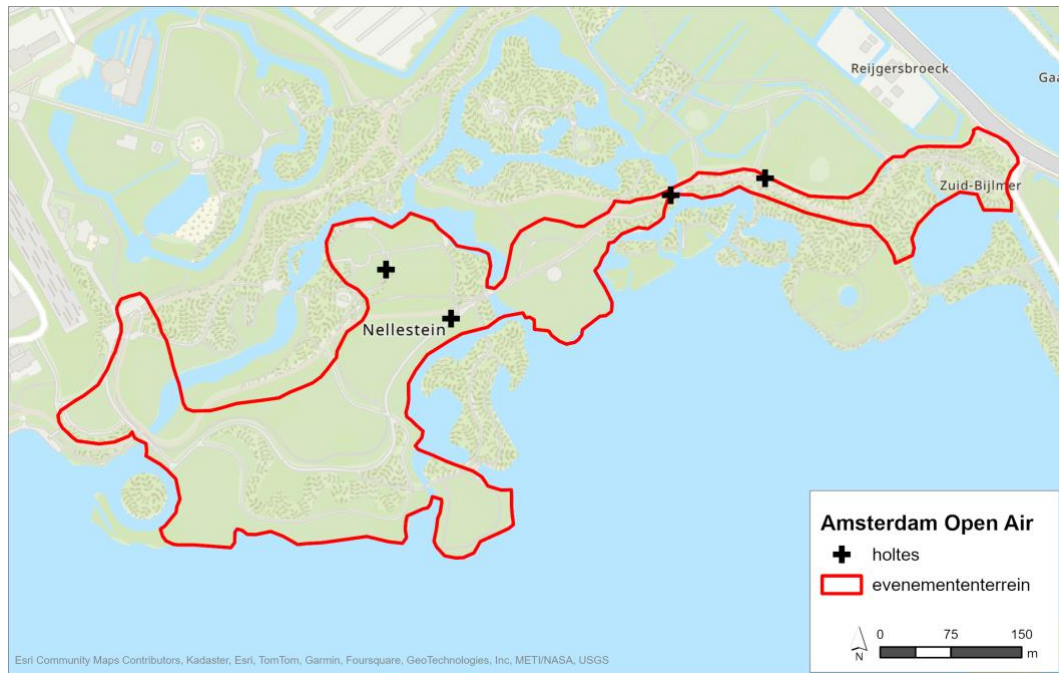 Reijgersbroeck
Gaa
Zuid-Bijlmer
Nellestein
Amsterdam Open Air
holtes
evenemententerrein
N
0 75 150
m
Esri Community Maps Contributors, Kadaster, Esri, TomTom, Garmin, Foursquare, GeoTechnologies, Inc, METI/NASA, USGS